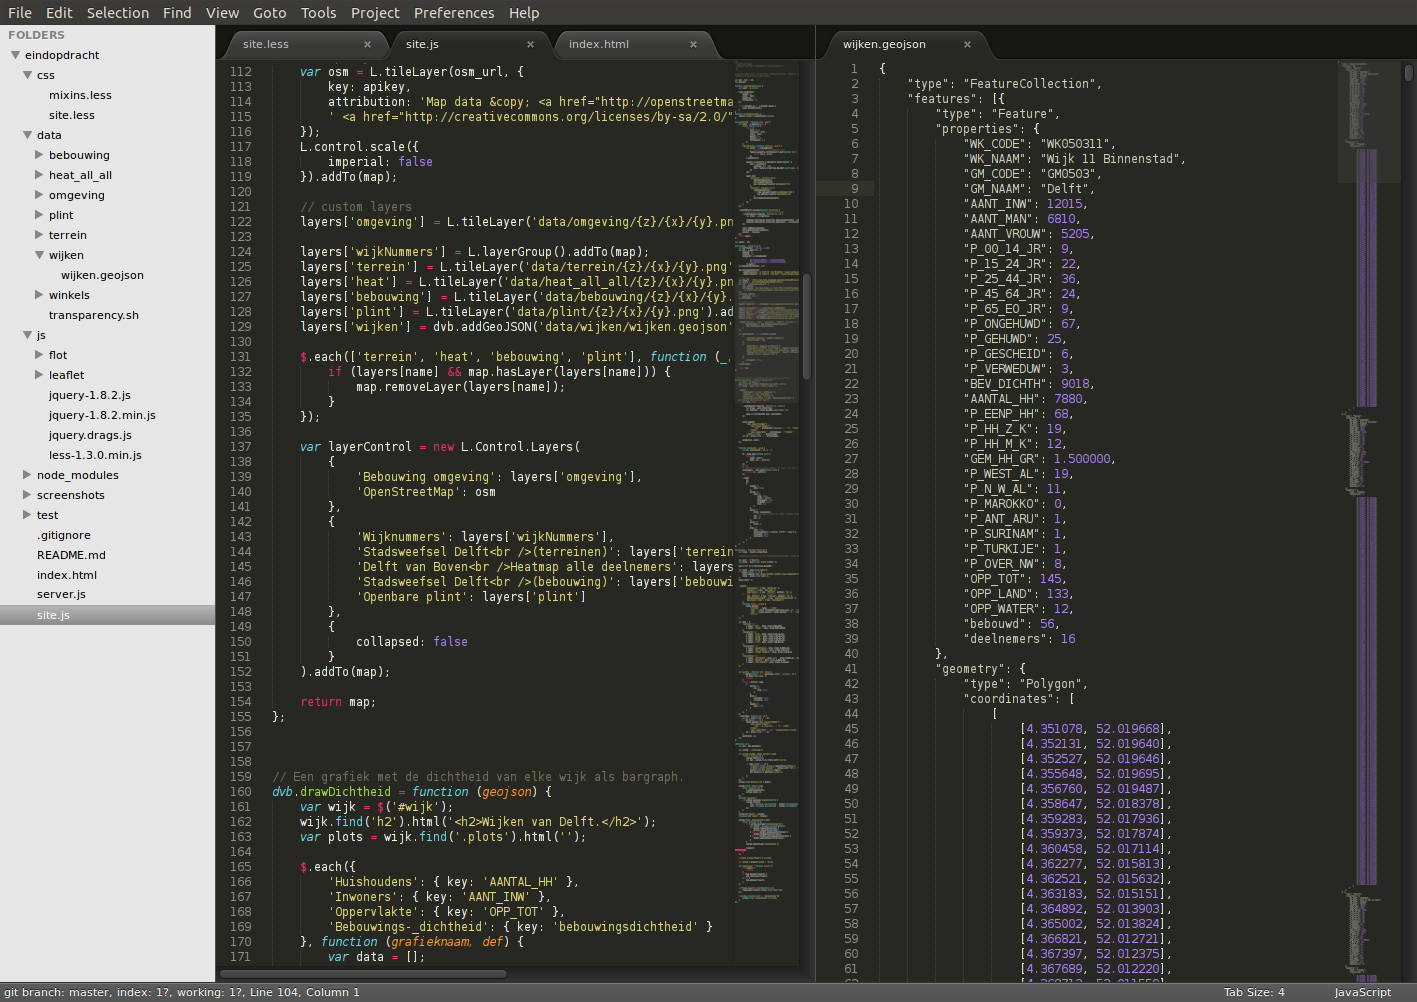 File Edit Selection Find View Goto Tools Project Preferences Help
FOLDERS
eindopdracht
css
mixins.less
site.less
data
bebouwing
heat_all_all
omgeving
plint
terrein
wijken
wijken.geojson
winkels
transparency.sh
js
flot
leaflet
jquery-1.8.2.js
jquery-1.8.2.min.js
jquery.drags.js
less-1.3.0.min.js
node_modules
screenshots
test
.gitignore
README.md
index.html
server.js
site.js
site.less × site.js × index.html ×
112 var osm = L.tileLayer(osm_url, {
113 key: apikey,
114 attribution: 'Map data &copy; <a href="http://openstreetma
115 ' <a href="http://creativecommons.org/licenses/by-sa/2.0/"
116 });
117 L.control.scale({
118 imperial: false
119 }).addTo(map);
120
121 // custom layers
122 layers['omgeving'] = L.tileLayer('data/omgeving/{z}/{x}/{y}.pn
123
124 layers['wijkNummers'] = L.layerGroup().addTo(map);
125 layers['terrein'] = L.tileLayer('data/terrein/{z}/{x}/{y}.png'
126 layers['heat'] = L.tileLayer('data/heat_all_all/{z}/{x}/{y}.pn
127 layers['bebouwing'] = L.tileLayer('data/bebouwing/{z}/{x}/{y}.
128 layers['plint'] = L.tileLayer('data/plint/{z}/{x}/{y}.png').ad
129 layers['wijken'] = dvb.addGeoJSON('data/wijken/wijken.geojson'
130
131 $.each(['terrein', 'heat', 'bebouwing', 'plint'], function (_,
132 if (layers[name] && map.hasLayer(layers[name])) {
133 map.removeLayer(layers[name]);
134 }
135 });
136
137 var layerControl = new L.Control.Layers(
138 {
139 'Bebouwing omgeving': layers['omgeving'],
140 'OpenStreetMap': osm
141 },
142 {
143 'Wijknummers': layers['wijkNummers'],
144 'Stadsweefsel Delft<br />(terreinen)': layers['terrein
145 'Delft van Boven<br />Heatmap alle deelnemers': layers
146 'Stadsweefsel Delft<br />(bebouwing)': layers['bebouwi
147 'Openbare plint': layers['plint']
148 },
149 {
150 collapsed: false
151 }
152 ).addTo(map);
153
154 return map;
155 };
156
157
158
159 // Een grafiek met de dichtheid van elke wijk als bargraph.
160 dvb.drawDichtheid = function (geojson) {
161 var wijk = $('#wijk');
162 wijk.find('h2').html('<h2>Wijken van Delft.</h2>');
163 var plots = wijk.find('.plots').html('');
164
165 $.each({
166 'Huishoudens': { key: 'AANTAL_HH' },
167 'Inwoners': { key: 'AANT_INW' },
168 'Oppervlakte': { key: 'OPP_TOT' },
169 'Bebouwings-_dichtheid': { key: 'bebouwingsdichtheid' }
170 }, function (grafieknaam, def) {
171 var data = [];
wijken.geojson ×
1 {
2 "type": "FeatureCollection",
3 "features": [{
4 "type": "Feature",
5 "properties": {
6 "WK_CODE": "WK050311",
7 "WK_NAAM": "Wijk 11 Binnenstad",
8 "GM_CODE": "GM0503",
9 "GM_NAAM": "Delft",
10 "AANT_INW": 12015,
11 "AANT_MAN": 6810,
12 "AANT_VROUW": 5205,
13 "P_00_14_JR": 9,
14 "P_15_24_JR": 22,
15 "P_25_44_JR": 36,
16 "P_45_64_JR": 24,
17 "P_65_EO_JR": 9,
18 "P_ONGEHUWD": 67,
19 "P_GEHUWD": 25,
20 "P_GESCHEID": 6,
21 "P_VERWEDUW": 3,
22 "BEV_DICHTH": 9018,
23 "AANTAL_HH": 7880,
24 "P_EENP_HH": 68,
25 "P_HH_Z_K": 19,
26 "P_HH_M_K": 12,
27 "GEM_HH_GR": 1.500000,
28 "P_WEST_AL": 19,
29 "P_N_W_AL": 11,
30 "P_MAROKKO": 0,
31 "P_ANT_ARU": 1,
32 "P_SURINAM": 1,
33 "P_TURKIJE": 1,
34 "P_OVER_NW": 8,
35 "OPP_TOT": 145,
36 "OPP_LAND": 133,
37 "OPP_WATER": 12,
38 "bebouwd": 56,
39 "deelnemers": 16
40 },
41 "geometry": {
42 "type": "Polygon",
43 "coordinates": [
44 [
45 [4.351078, 52.019668],
46 [4.352131, 52.019640],
47 [4.352527, 52.019646],
48 [4.355648, 52.019695],
49 [4.356760, 52.019487],
50 [4.358647, 52.018378],
51 [4.359283, 52.017936],
52 [4.359373, 52.017874],
53 [4.360458, 52.017114],
54 [4.362277, 52.015813],
55 [4.362521, 52.015632],
56 [4.363183, 52.015151],
57 [4.364892, 52.013903],
58 [4.365002, 52.013824],
59 [4.366821, 52.012721],
60 [4.367397, 52.012375],
61 [4.367689, 52.012220],
git branch: master, index: 1?, working: 1?, Line 104, Column 1 Tab Size: 4 JavaScript